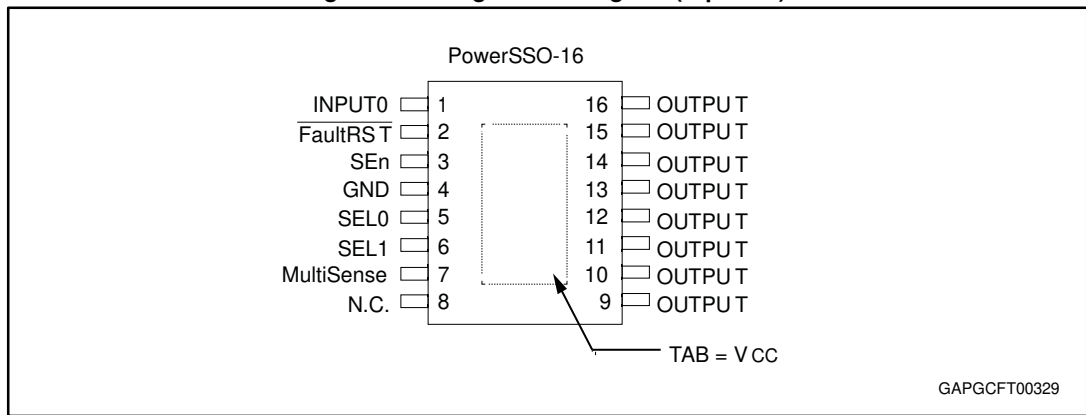 PowerSSO-16
INPUT0 1 16 OUTPUT
FaultRST 2 15 OUTPUT
SEn 3 14 OUTPUT
GND 4 13 OUTPUT
SEL0 5 12 OUTPUT
SEL1 6 11 OUTPUT
MultiSense 7 10 OUTPUT
N.C. 8 9 OUTPUT
TAB = VCC
GAPGCFT00329